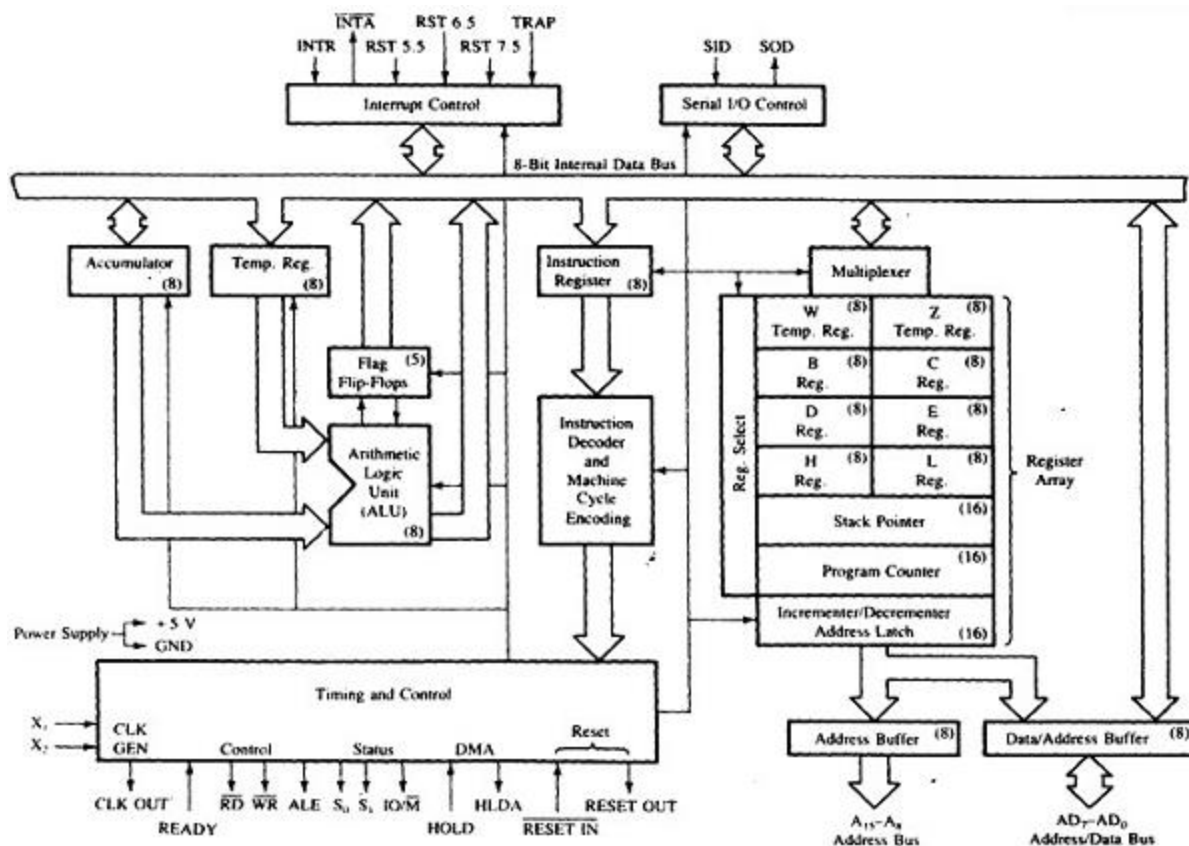 INTR
INTA
RST 5.5
RST 6.5
RST 7.5
TRAP
Interrupt Control
SID
SOD
Serial I/O Control
8-Bit Internal Data Bus
Accumulator
(8)
Temp. Reg.
(8)
Instruction
Register
(8)
Multiplexer
Flag
Flip-Flops
(5)
Arithmetic
Logic
Unit
(ALU)
(8)
Instruction
Decoder and
Machine
Cycle
Encoding
Reg. Select
W
(8)
Temp. Reg.
Z
(8)
Temp. Reg.
B
(8)
Reg.
C
(8)
Reg.
D
(8)
Reg.
E
(8)
Reg.
H
(8)
Reg.
L
(8)
Reg.
Stack Pointer
(16)
Program Counter
(16)
Incrementer/Decrementer
Address Latch
(16)
Register
Array
Power Supply
+5 V
GND
Timing and Control
X₁
X₂
CLK
GEN
Control
Status
DMA
Reset
CLK OUT
READY
RD
WR
ALE
S₀
S₁
IO/M
HOLD
HLDA
RESET IN
RESET OUT
Address Buffer
(8)
Data/Address Buffer
(8)
A₁₅–A₈
Address Bus
AD₇–AD₀
Address/Data Bus